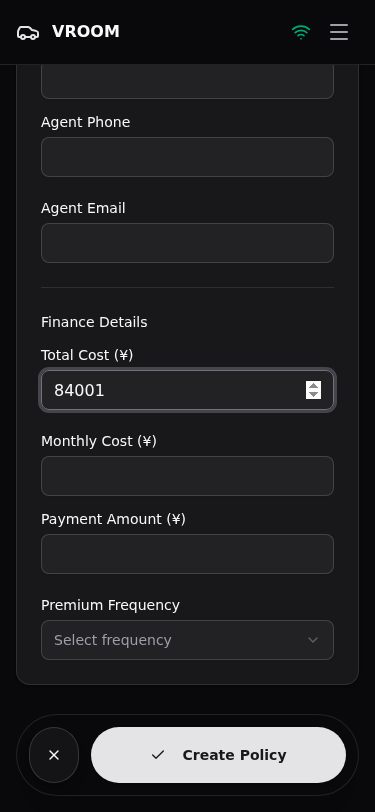 VROOM
Agent Phone
Agent Email
Finance Details
Total Cost (¥)
84001
Monthly Cost (¥)
Payment Amount (¥)
Premium Frequency
Select frequency
Create Policy